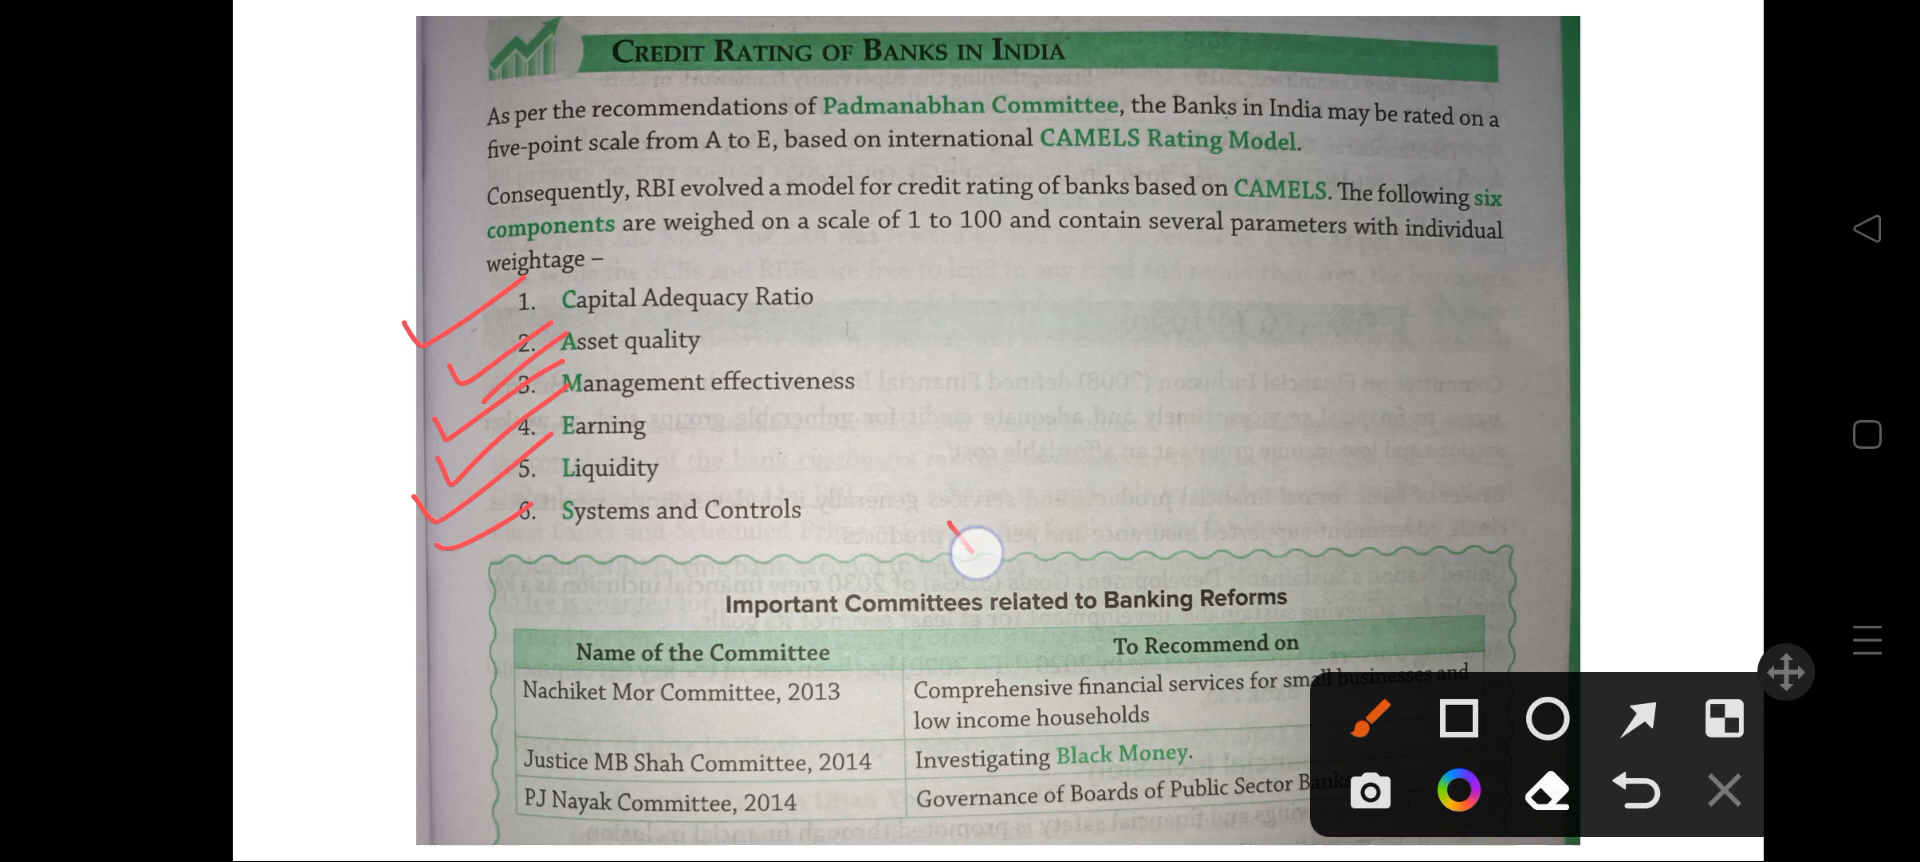 CREDIT RATING OF BANKS IN INDIA
As per the recommendations of Padmanabhan Committee, the Banks in India may be rated on a
five-point scale from A to E, based on international CAMELS Rating Model.
Consequently, RBI evolved a model for credit rating of banks based on CAMELS. The following six
components are weighed on a scale of 1 to 100 and contain several parameters with individual
weightage –
1. Capital Adequacy Ratio
2. Asset quality
3. Management effectiveness
4. Earning
5. Liquidity
6. Systems and Controls
Important Committees related to Banking Reforms
Name of the Committee To Recommend on
Nachiket Mor Committee, 2013 Comprehensive financial services for small businesses and
low income households
Justice MB Shah Committee, 2014 Investigating Black Money.
PJ Nayak Committee, 2014 Governance of Boards of Public Sector Banks